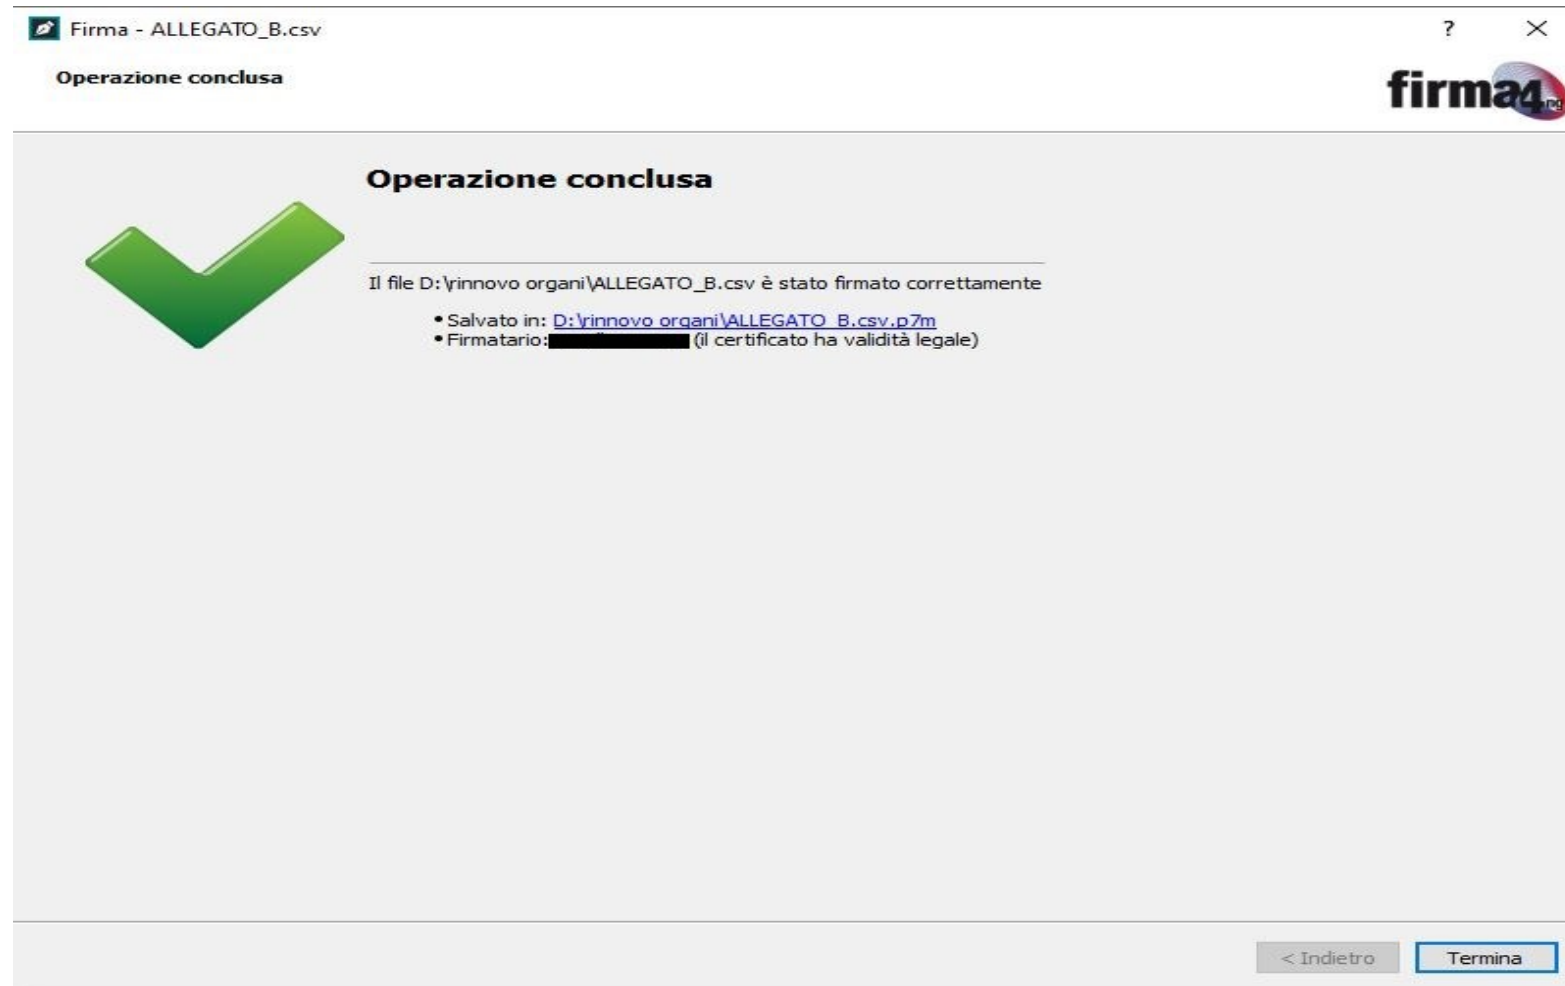 Firma - ALLEGATO_B.csv
?
Operazione conclusa
firma4.ng
Operazione conclusa
Il file D:\rinnovo organi\ALLEGATO_B.csv è stato firmato correttamente
• Salvato in: D:\rinnovo organi\ALLEGATO_B.csv.p7m
• Firmatario: (il certificato ha validità legale)
< Indietro
Termina